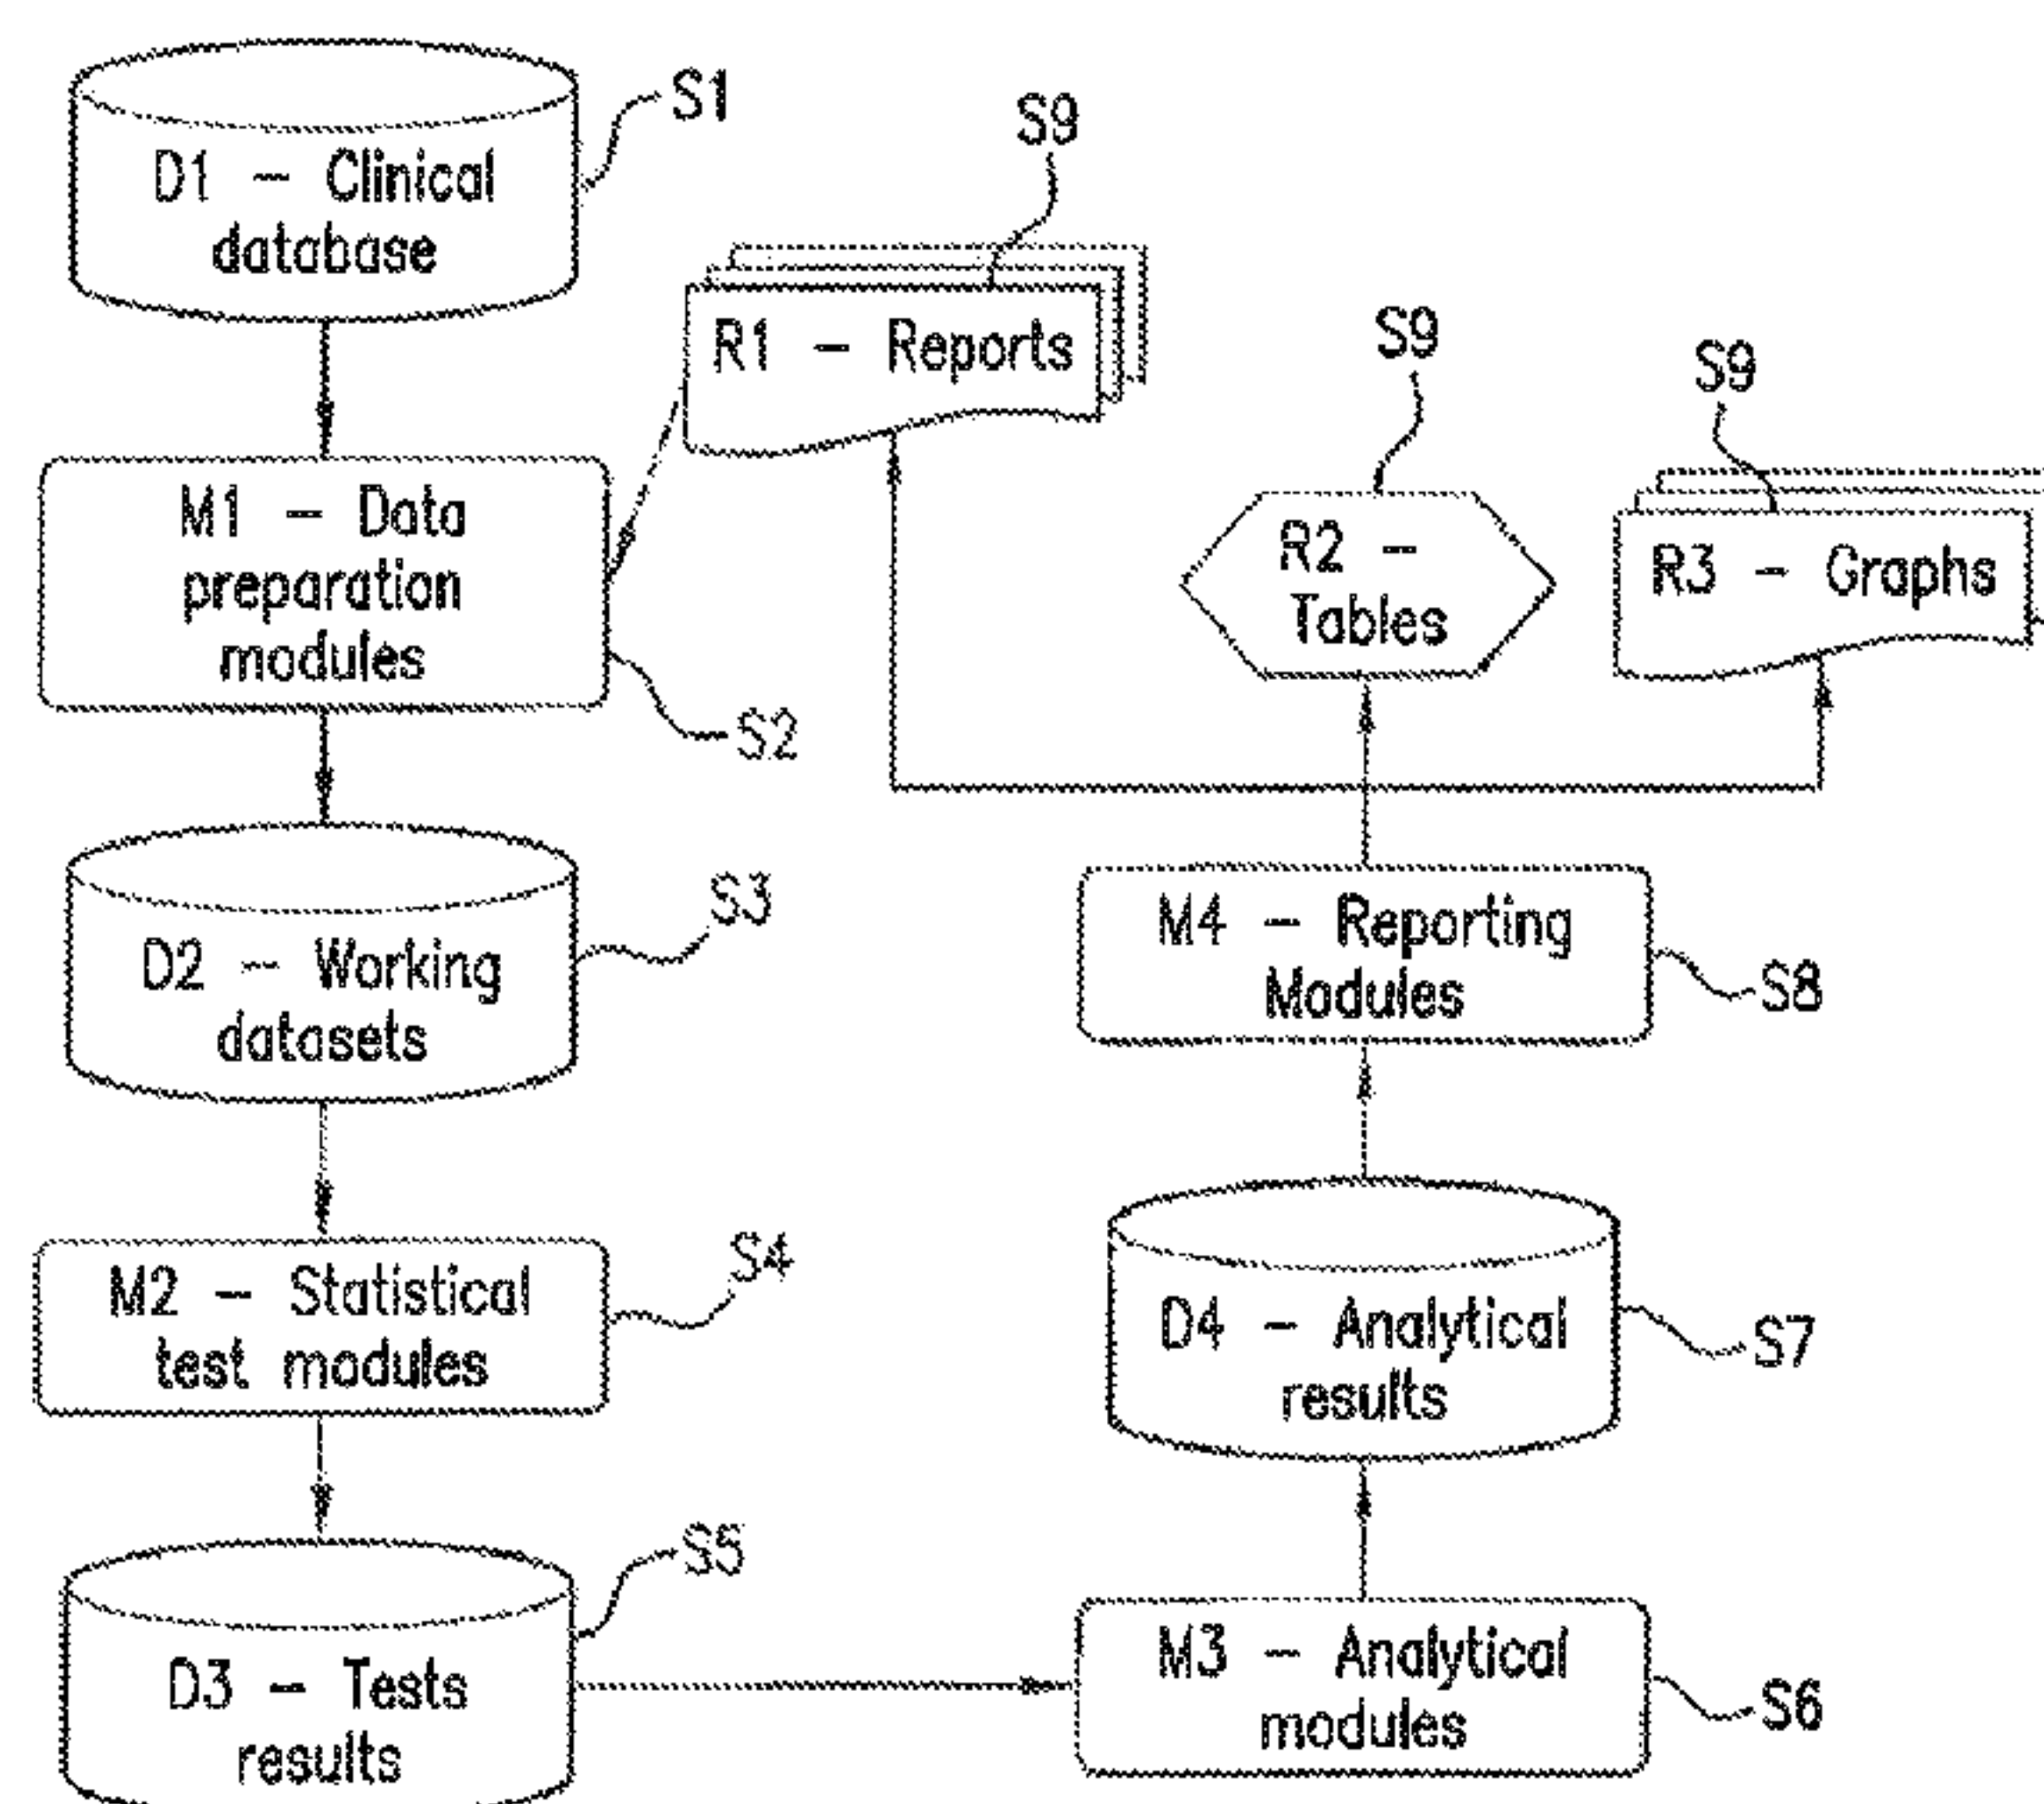 S1
D1 – Clinical
database
S9
R1 – Reports
S9
S9
M1 – Data
preparation
modules
R2 –
Tables
R3 – Graphs
S2
S3
D2 – Working
datasets
M4 – Reporting
Modules
S8
S4
M2 – Statistical
test modules
D4 – Analytical
results
S7
S5
D3 – Tests
results
M3 – Analytical
modules
S6